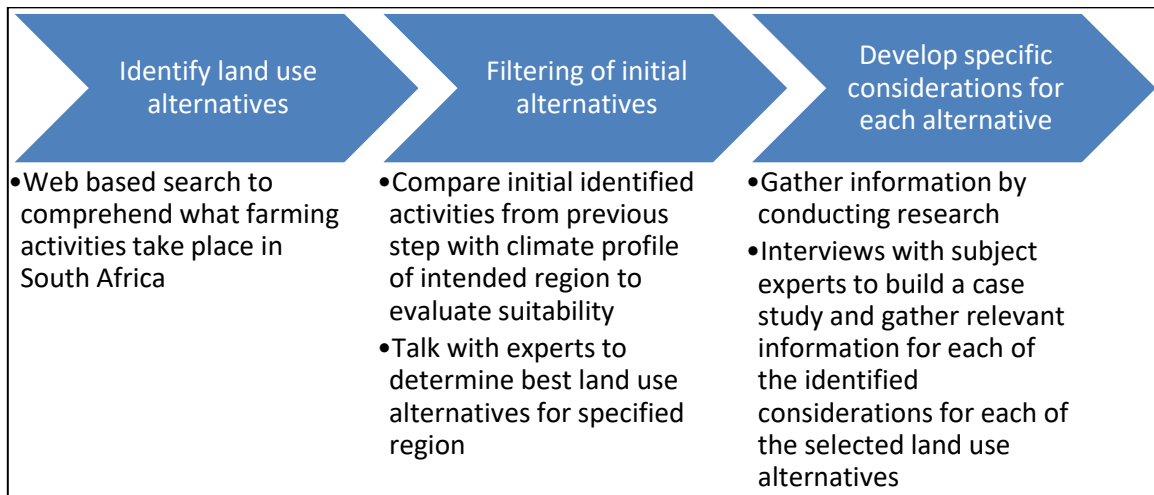 Identify land use
alternatives
•Web based search to
comprehend what farming
activities take place in
South Africa
Filtering of initial
alternatives
•Compare initial identified
activities from previous
step with climate profile
of intended region to
evaluate suitability
•Talk with experts to
determine best land use
alternatives for specified
region
Develop specific
considerations for
each alternative
•Gather information by
conducting research
•Interviews with subject
experts to build a case
study and gather relevant
information for each of
the identified
considerations for each of
the selected land use
alternatives